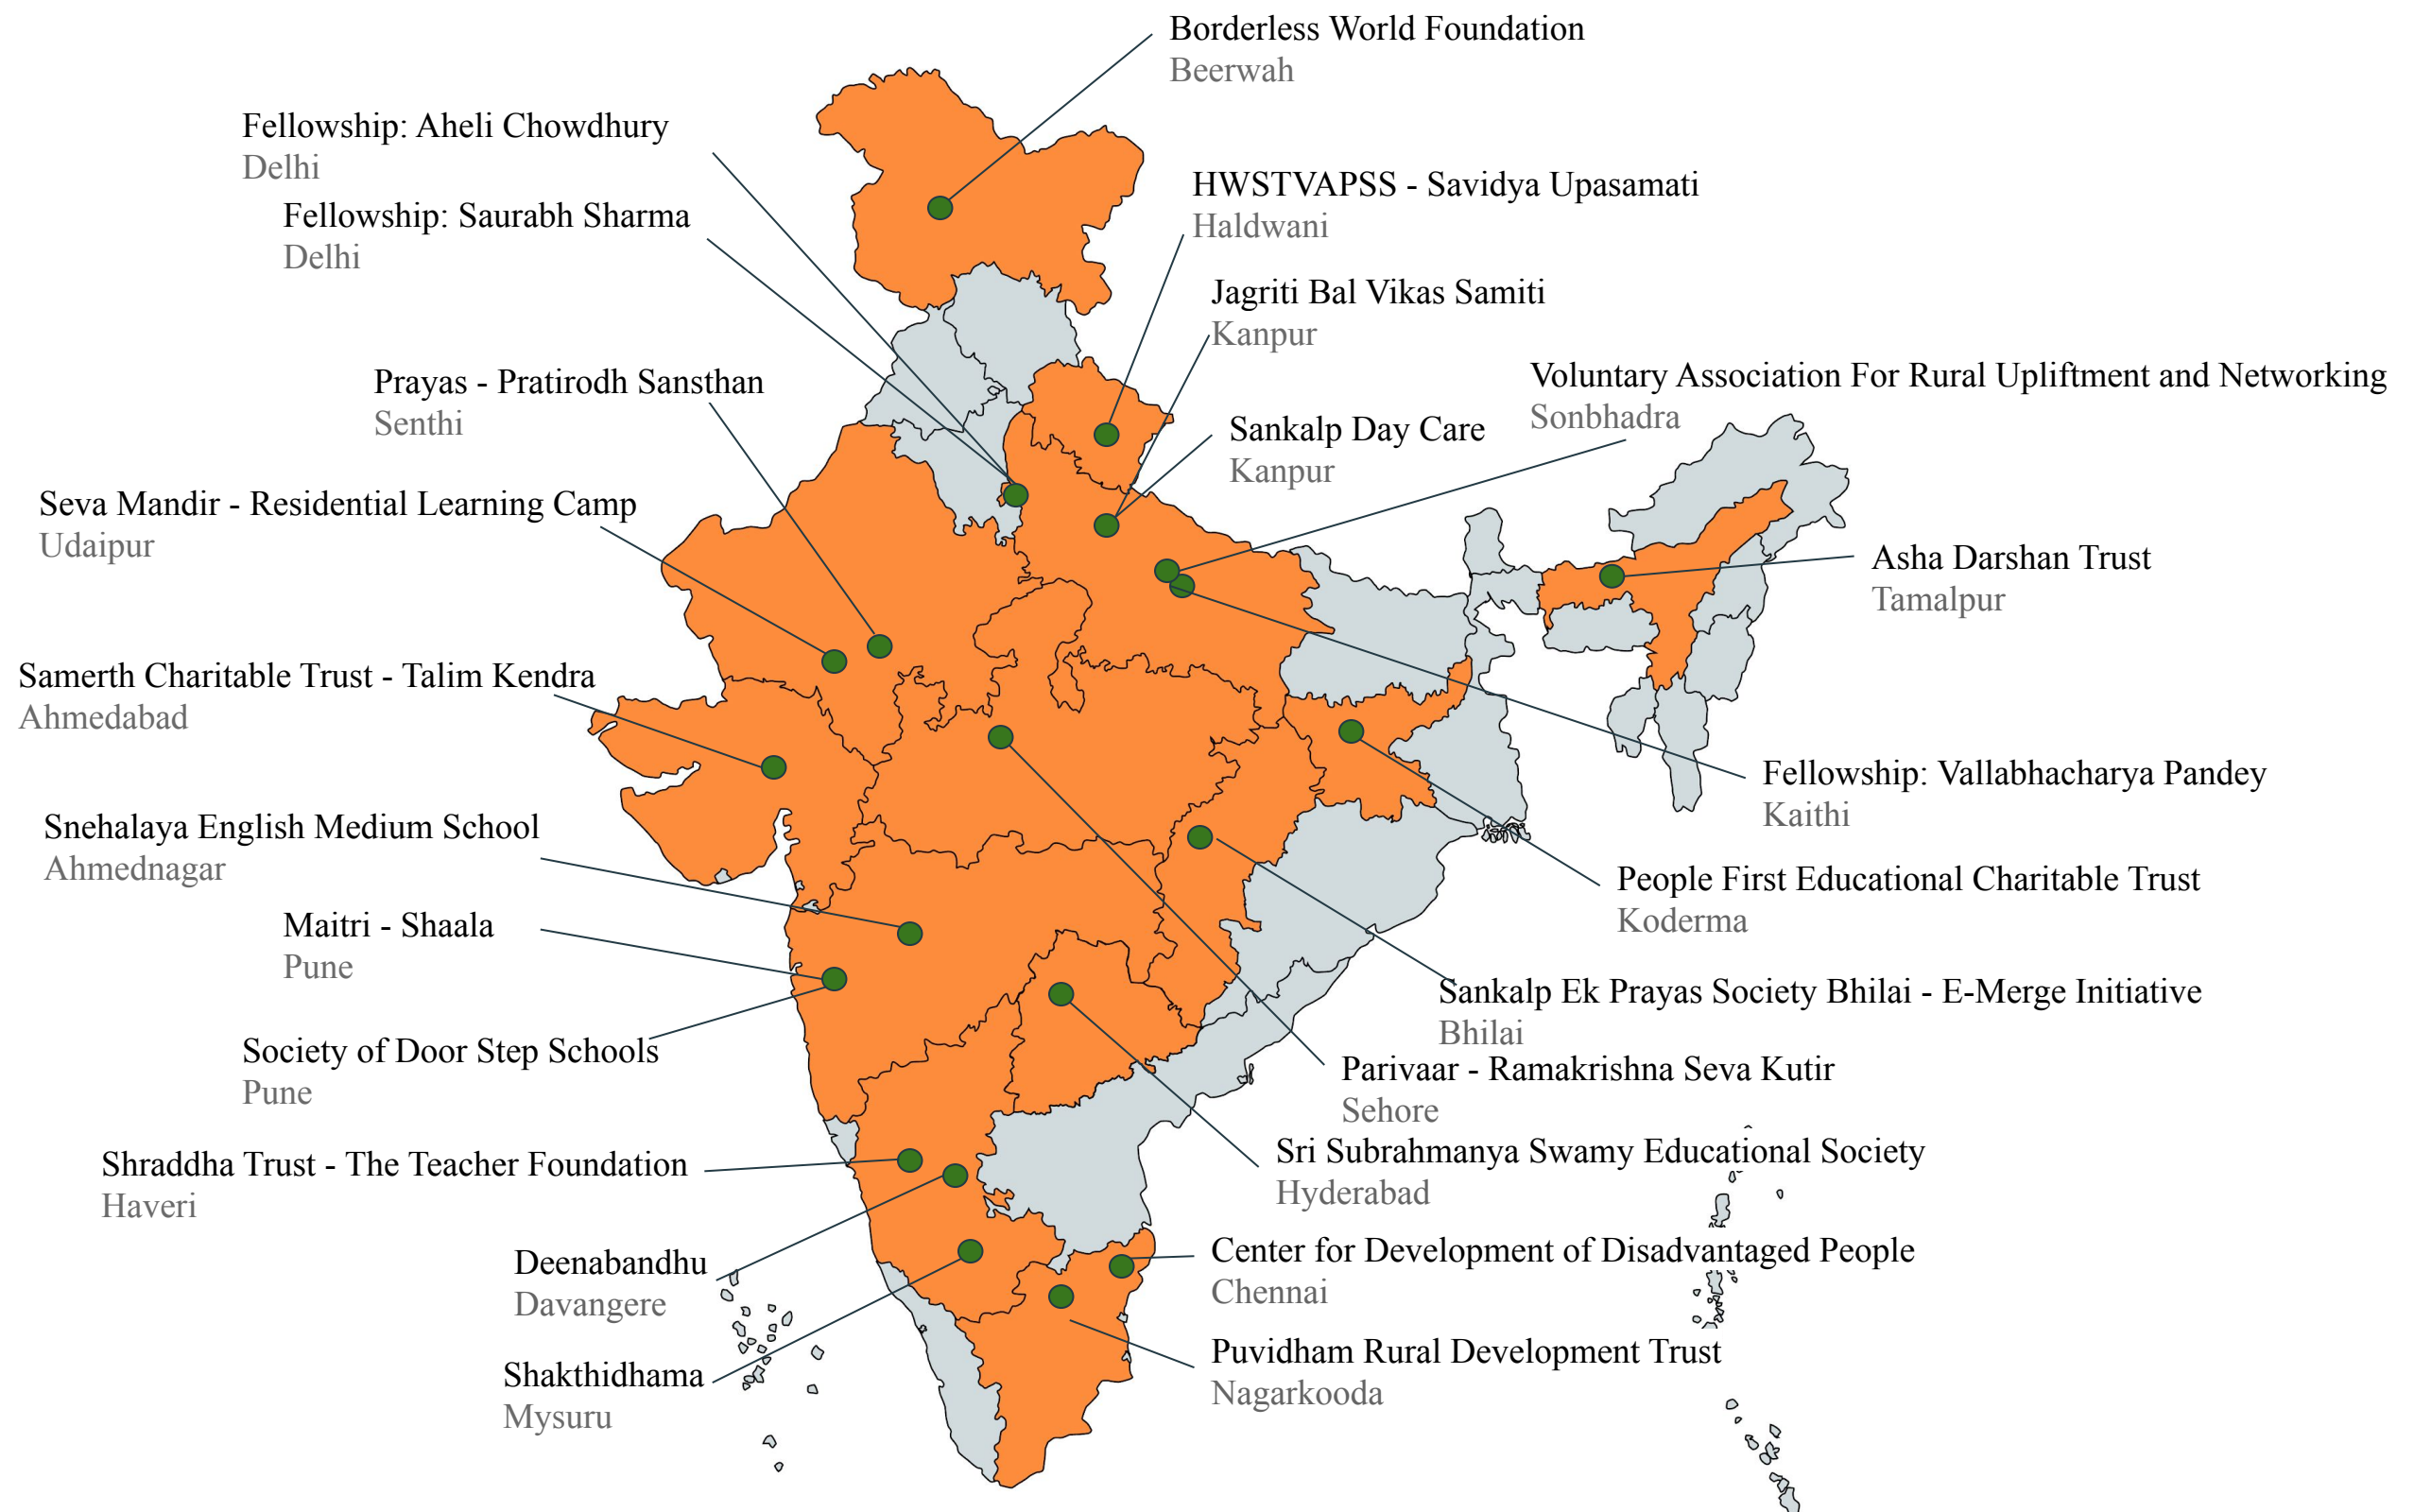 Borderless World Foundation
Beerwah
Fellowship: Aheli Chowdhury
Delhi
HWSTVAPSS - Savidya Upasamati
Haldwani
Fellowship: Saurabh Sharma
Delhi
Jagriti Bal Vikas Samiti
Kanpur
Prayas - Pratirodh Sansthan
Senthi
Voluntary Association For Rural Upliftment and Networking
Sonbhadra
Sankalp Day Care
Kanpur
Seva Mandir - Residential Learning Camp
Udaipur
Asha Darshan Trust
Tamalpur
Samerth Charitable Trust - Talim Kendra
Ahmedabad
Fellowship: Vallabhacharya Pandey
Kaithi
Snehalaya English Medium School
Ahmednagar
People First Educational Charitable Trust
Koderma
Maitri - Shaala
Pune
Sankalp Ek Prayas Society Bhilai - E-Merge Initiative
Bhilai
Society of Door Step Schools
Pune
Parivaar - Ramakrishna Seva Kutir
Sehore
Sri Subrahmanya Swamy Educational Society
Hyderabad
Shraddha Trust - The Teacher Foundation
Haveri
Center for Development of Disadvantaged People
Chennai
Deenabandhu
Davangere
Puvidham Rural Development Trust
Nagarkooda
Shakthidhama
Mysuru